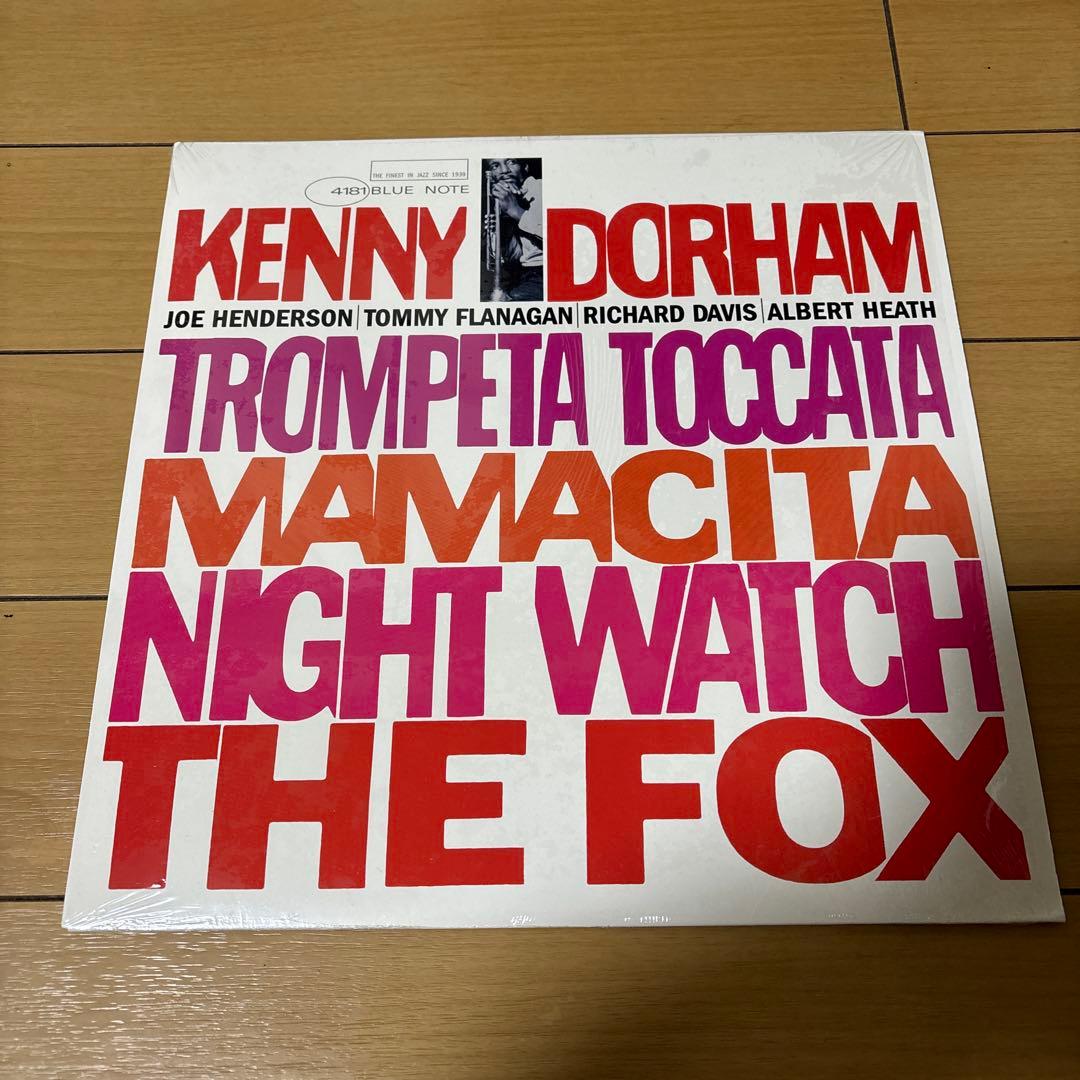 THE FINEST IN JAZZ SINCE 1939
4181 BLUE NOTE
KENNY DORHAM
JOE HENDERSON|TOMMY FLANAGAN|RICHARD DAVIS|ALBERT HEATH
TROMPETA TOCCATA
MAMACITA
NIGHT WATCH
THE FOX